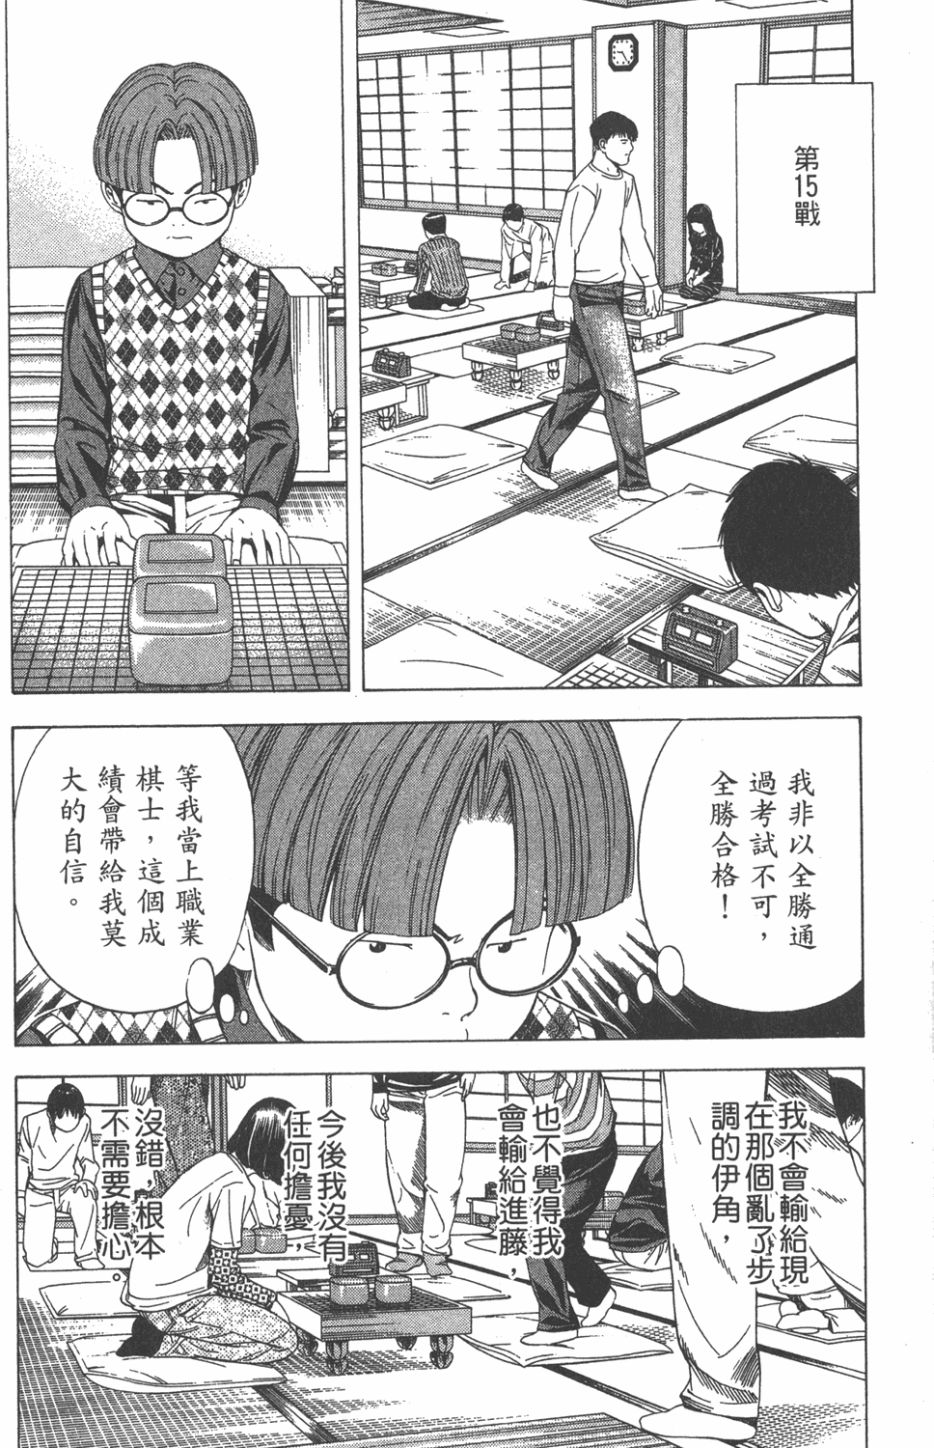 第15戰
我非以全勝通
過考試不可，
全勝合格！
等我當上職業
棋士，這個成
績會帶給我莫
大的自信。
我不會輸給現
在那個亂了步
調的伊角，
也不覺得我
會輸給進藤，
今後我沒有
任何擔憂，
沒錯，根本
不需要擔心。